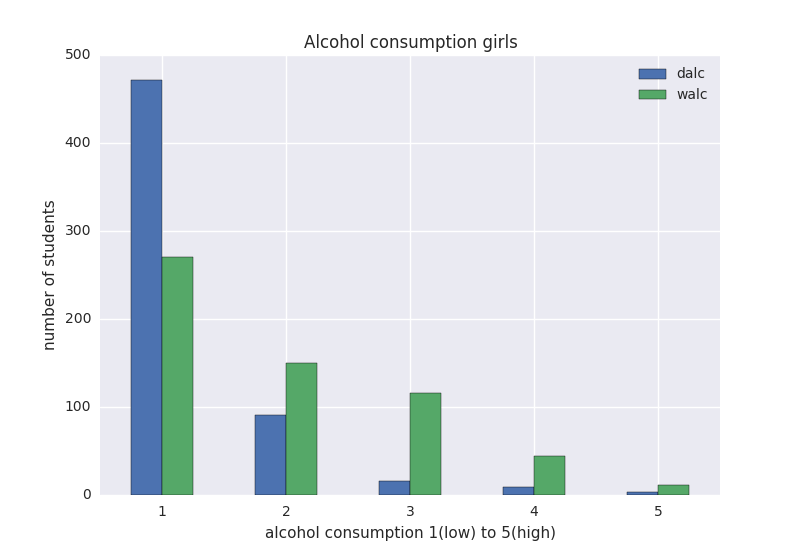 Alcohol consumption girls
dalc
walc
500
400
300
200
100
0
number of students
1 2 3 4 5
alcohol consumption 1(low) to 5(high)